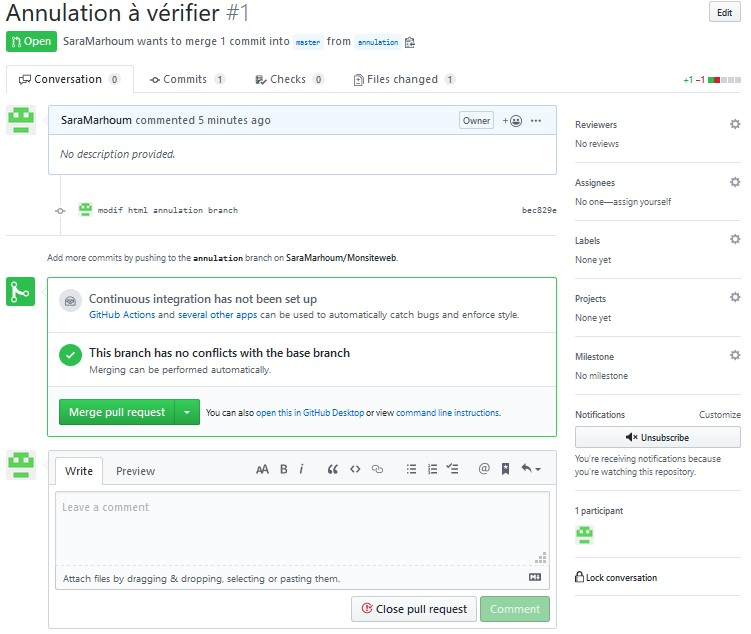 Annulation à vérifier #1
Edit
Open SaraMarhoum wants to merge 1 commit into master from annulation
Conversation 0
Commits 1
Checks 0
Files changed 1
+1 −1
SaraMarhoum commented 5 minutes ago
Owner
No description provided.
modif html annulation branch
bec829e
Add more commits by pushing to the annulation branch on SaraMarhoum/Monsiteweb.
Continuous integration has not been set up
GitHub Actions and several other apps can be used to automatically catch bugs and enforce style.
This branch has no conflicts with the base branch
Merging can be performed automatically.
Merge pull request
You can also open this in GitHub Desktop or view command line instructions.
Write
Preview
AA B i
Leave a comment
Attach files by dragging & dropping, selecting or pasting them.
Close pull request
Comment
Reviewers
No reviews
Assignees
No one—assign yourself
Labels
None yet
Projects
None yet
Milestone
No milestone
Notifications
Customize
Unsubscribe
You're receiving notifications because
you're watching this repository.
1 participant
Lock conversation